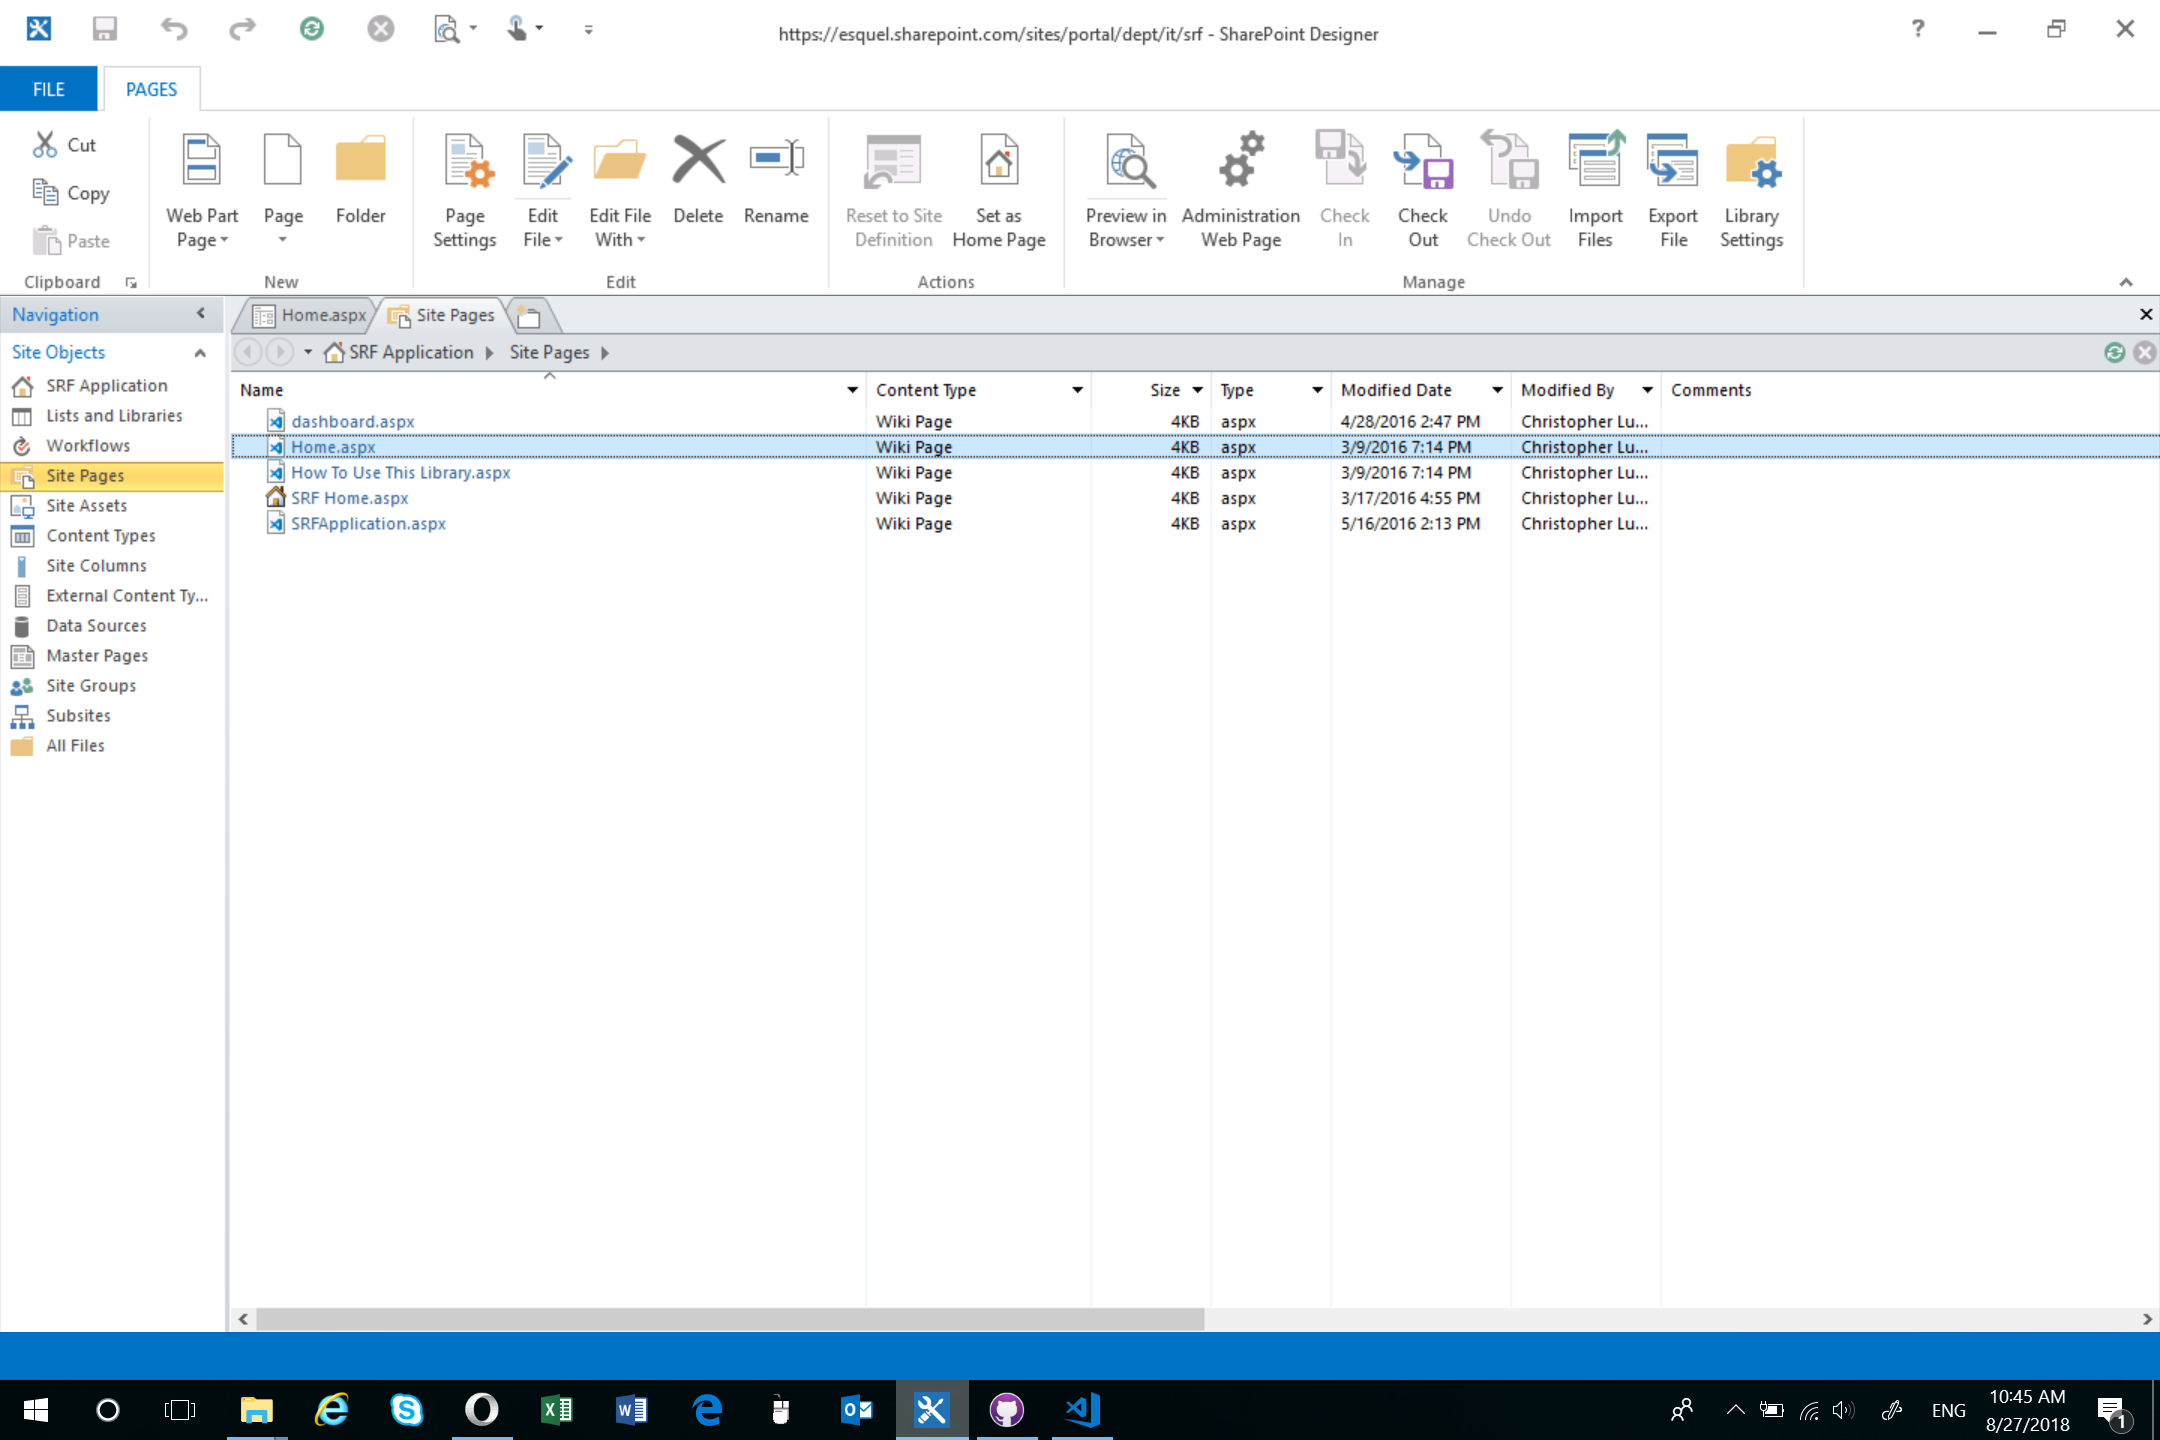 https://esquel.sharepoint.com/sites/portal/dept/it/srf - SharePoint Designer
?
FILE
PAGES
Cut
Copy
Paste
Clipboard
Web Part Page
Page
Folder
New
Page Settings
Edit File
Edit File With
Delete
Rename
Edit
Reset to Site Definition
Set as Home Page
Actions
Preview in Browser
Administration Web Page
Check In
Check Out
Undo Check Out
Import Files
Export File
Library Settings
Manage
Navigation
Site Objects
SRF Application
Lists and Libraries
Workflows
Site Pages
Site Assets
Content Types
Site Columns
External Content Ty...
Data Sources
Master Pages
Site Groups
Subsites
All Files
Home.aspx
Site Pages
SRF Application
Site Pages
Name Content Type Size Type Modified Date Modified By Comments
dashboard.aspx Wiki Page 4KB aspx 4/28/2016 2:47 PM Christopher Lu...
Home.aspx Wiki Page 4KB aspx 3/9/2016 7:14 PM Christopher Lu...
How To Use This Library.aspx Wiki Page 4KB aspx 3/9/2016 7:14 PM Christopher Lu...
SRF Home.aspx Wiki Page 4KB aspx 3/17/2016 4:55 PM Christopher Lu...
SRFApplication.aspx Wiki Page 4KB aspx 5/16/2016 2:13 PM Christopher Lu...
ENG
10:45 AM
8/27/2018
1